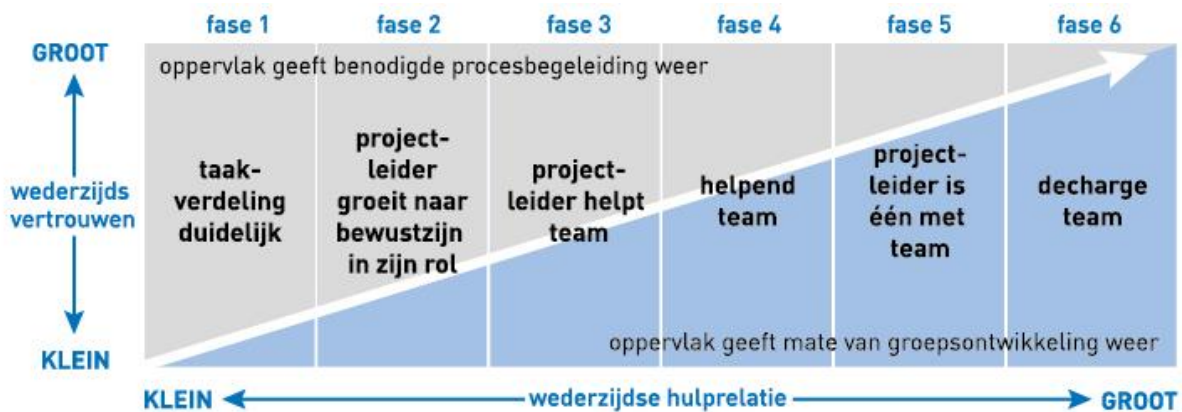 fase 1 fase 2 fase 3 fase 4 fase 5 fase 6
GROOT
oppervlak geeft benodigde procesbegeleiding weer
wederzijds
vertrouwen
KLEIN
taak-
verdeling
duidelijk
project-
leider
groeit naar
bewustzijn
in zijn rol
project-
leider helpt
team
helpend
team
project-
leider is
één met
team
decharge
team
oppervlak geeft mate van groepsontwikkeling weer
KLEIN wederzijdse hulprelatie GROOT